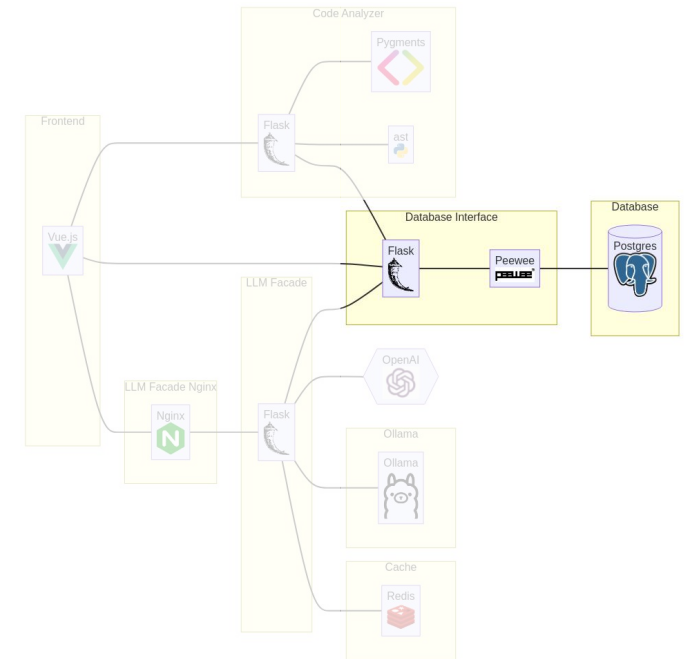 Code Analyzer
Pygments
Flask
ast
Frontend
Vue.js
Database Interface
Flask
Peewee
peewee
Database
Postgres
LLM Facade
Flask
LLM Facade Nginx
Nginx
OpenAI
Ollama
Ollama
Cache
Redis